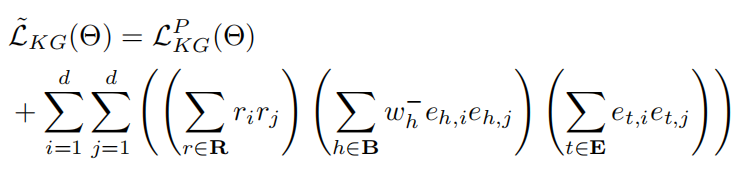 $\tilde{\mathcal{L}}_{KG}(\Theta) = \mathcal{L}_{KG}^{P}(\Theta)$
$+ \sum_{i=1}^{d} \sum_{j=1}^{d} \left( \left( \sum_{r \in \mathbf{R}} r_i r_j \right) \left( \sum_{h \in \mathbf{B}} w_h^{-} e_{h,i} e_{h,j} \right) \left( \sum_{t \in \mathbf{E}} e_{t,i} e_{t,j} \right) \right)$